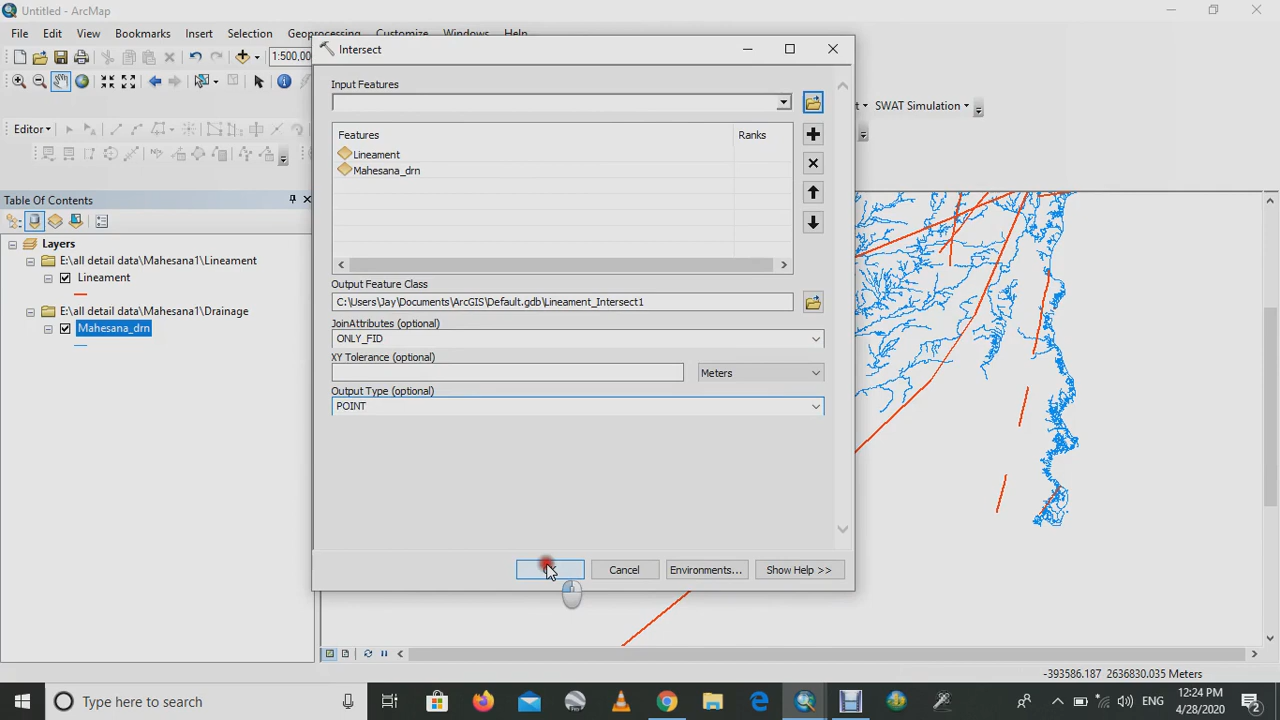 Untitled - ArcMap
File Edit View Bookmarks Insert Selection Geoprocessing Customize Windows Help
1:500,00
SWAT Simulation
Editor
Intersect
Input Features
Features Ranks
Lineament
Mahesana_drn
Output Feature Class
C:\Users\Jay\Documents\ArcGIS\Default.gdb\Lineament_Intersect1
JoinAttributes (optional)
ONLY_FID
XY Tolerance (optional)
Meters
Output Type (optional)
POINT
Cancel Environments... Show Help >>
Table Of Contents
Layers
E:\all detail data\Mahesana1\Lineament
Lineament
E:\all detail data\Mahesana1\Drainage
Mahesana_drn
-393586.187 2636830.035 Meters
Type here to search
ENG
12:24 PM
4/28/2020
2